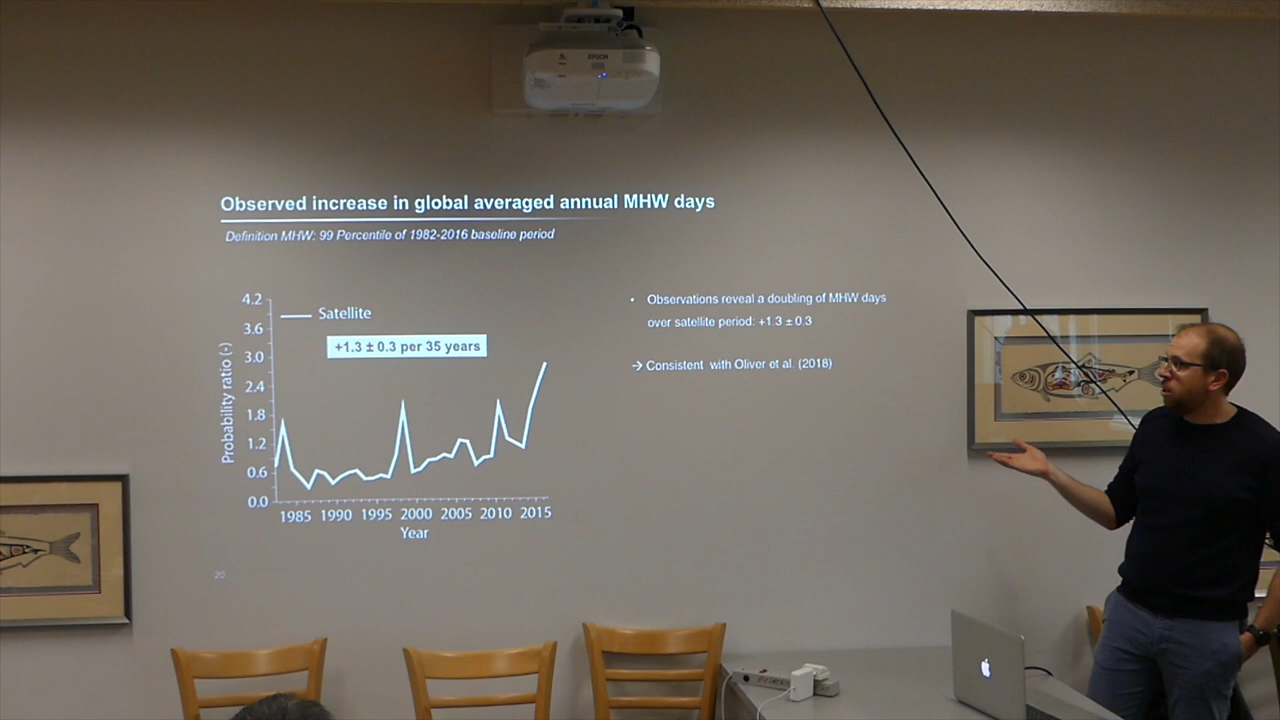 EPSON
Observed increase in global averaged annual MHW days
Definition MHW: 99 Percentile of 1982-2016 baseline period
4.2
3.6
3.0
2.4
1.8
1.2
0.6
0.0
Probability ratio (-)
Satellite
+1.3 ± 0.3 per 35 years
1985 1990 1995 2000 2005 2010 2015
Year
• Observations reveal a doubling of MHW days
over satellite period: +1.3 ± 0.3
→ Consistent with Oliver et al. (2018)
20